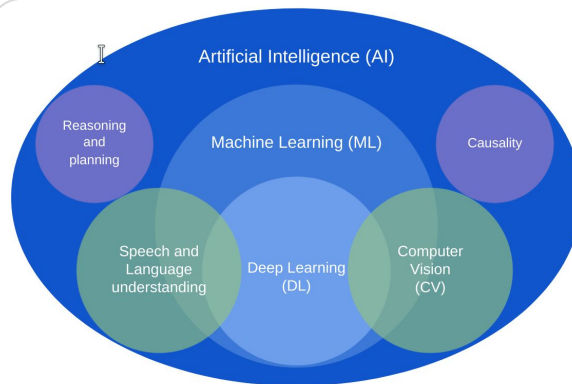 Artificial Intelligence (AI)
Reasoning
and
planning
Machine Learning (ML)
Causality
Speech and
Language
understanding
Deep Learning
(DL)
Computer
Vision
(CV)